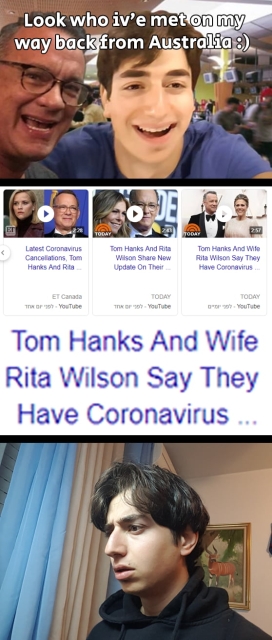 Look who iv'e met on my
way back from Australia :)
2:28
TODAY
2:43
TODAY
2:57
Latest Coronavirus
Cancellations, Tom
Hanks And Rita ...
Tom Hanks And Rita
Wilson Share New
Update On Their ...
Tom Hanks And Wife
Rita Wilson Say They
Have Coronavirus ...
ET Canada
YouTube - לפני יום אחד
TODAY
YouTube - לפני יום אחד
TODAY
YouTube - לפני יומיים
Tom Hanks And Wife
Rita Wilson Say They
Have Coronavirus ...